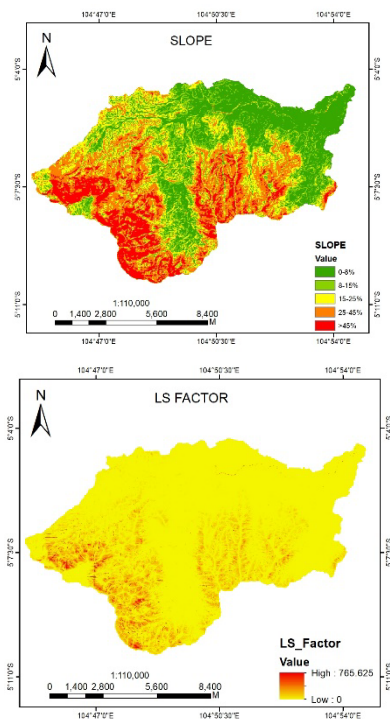 104°47'0"E 104°50'30"E 104°54'0"E
SLOPE
N
5°4'0"S 5°4'0"S
5°7'30"S 5°7'30"S
SLOPE
Value
0-8%
8-15%
15-25%
25-45%
>45%
1:110,000
0 1,400 2,800 5,600 8,400
M
5°11'0"S 5°11'0"S
104°47'0"E 104°50'30"E 104°54'0"E
104°47'0"E 104°50'30"E 104°54'0"E
LS FACTOR
N
5°4'0"S 5°4'0"S
5°7'30"S 5°7'30"S
LS_Factor
Value
High : 765.625
Low : 0
1:110,000
0 1,400 2,800 5,600 8,400
M
5°11'0"S 5°11'0"S
104°47'0"E 104°50'30"E 104°54'0"E